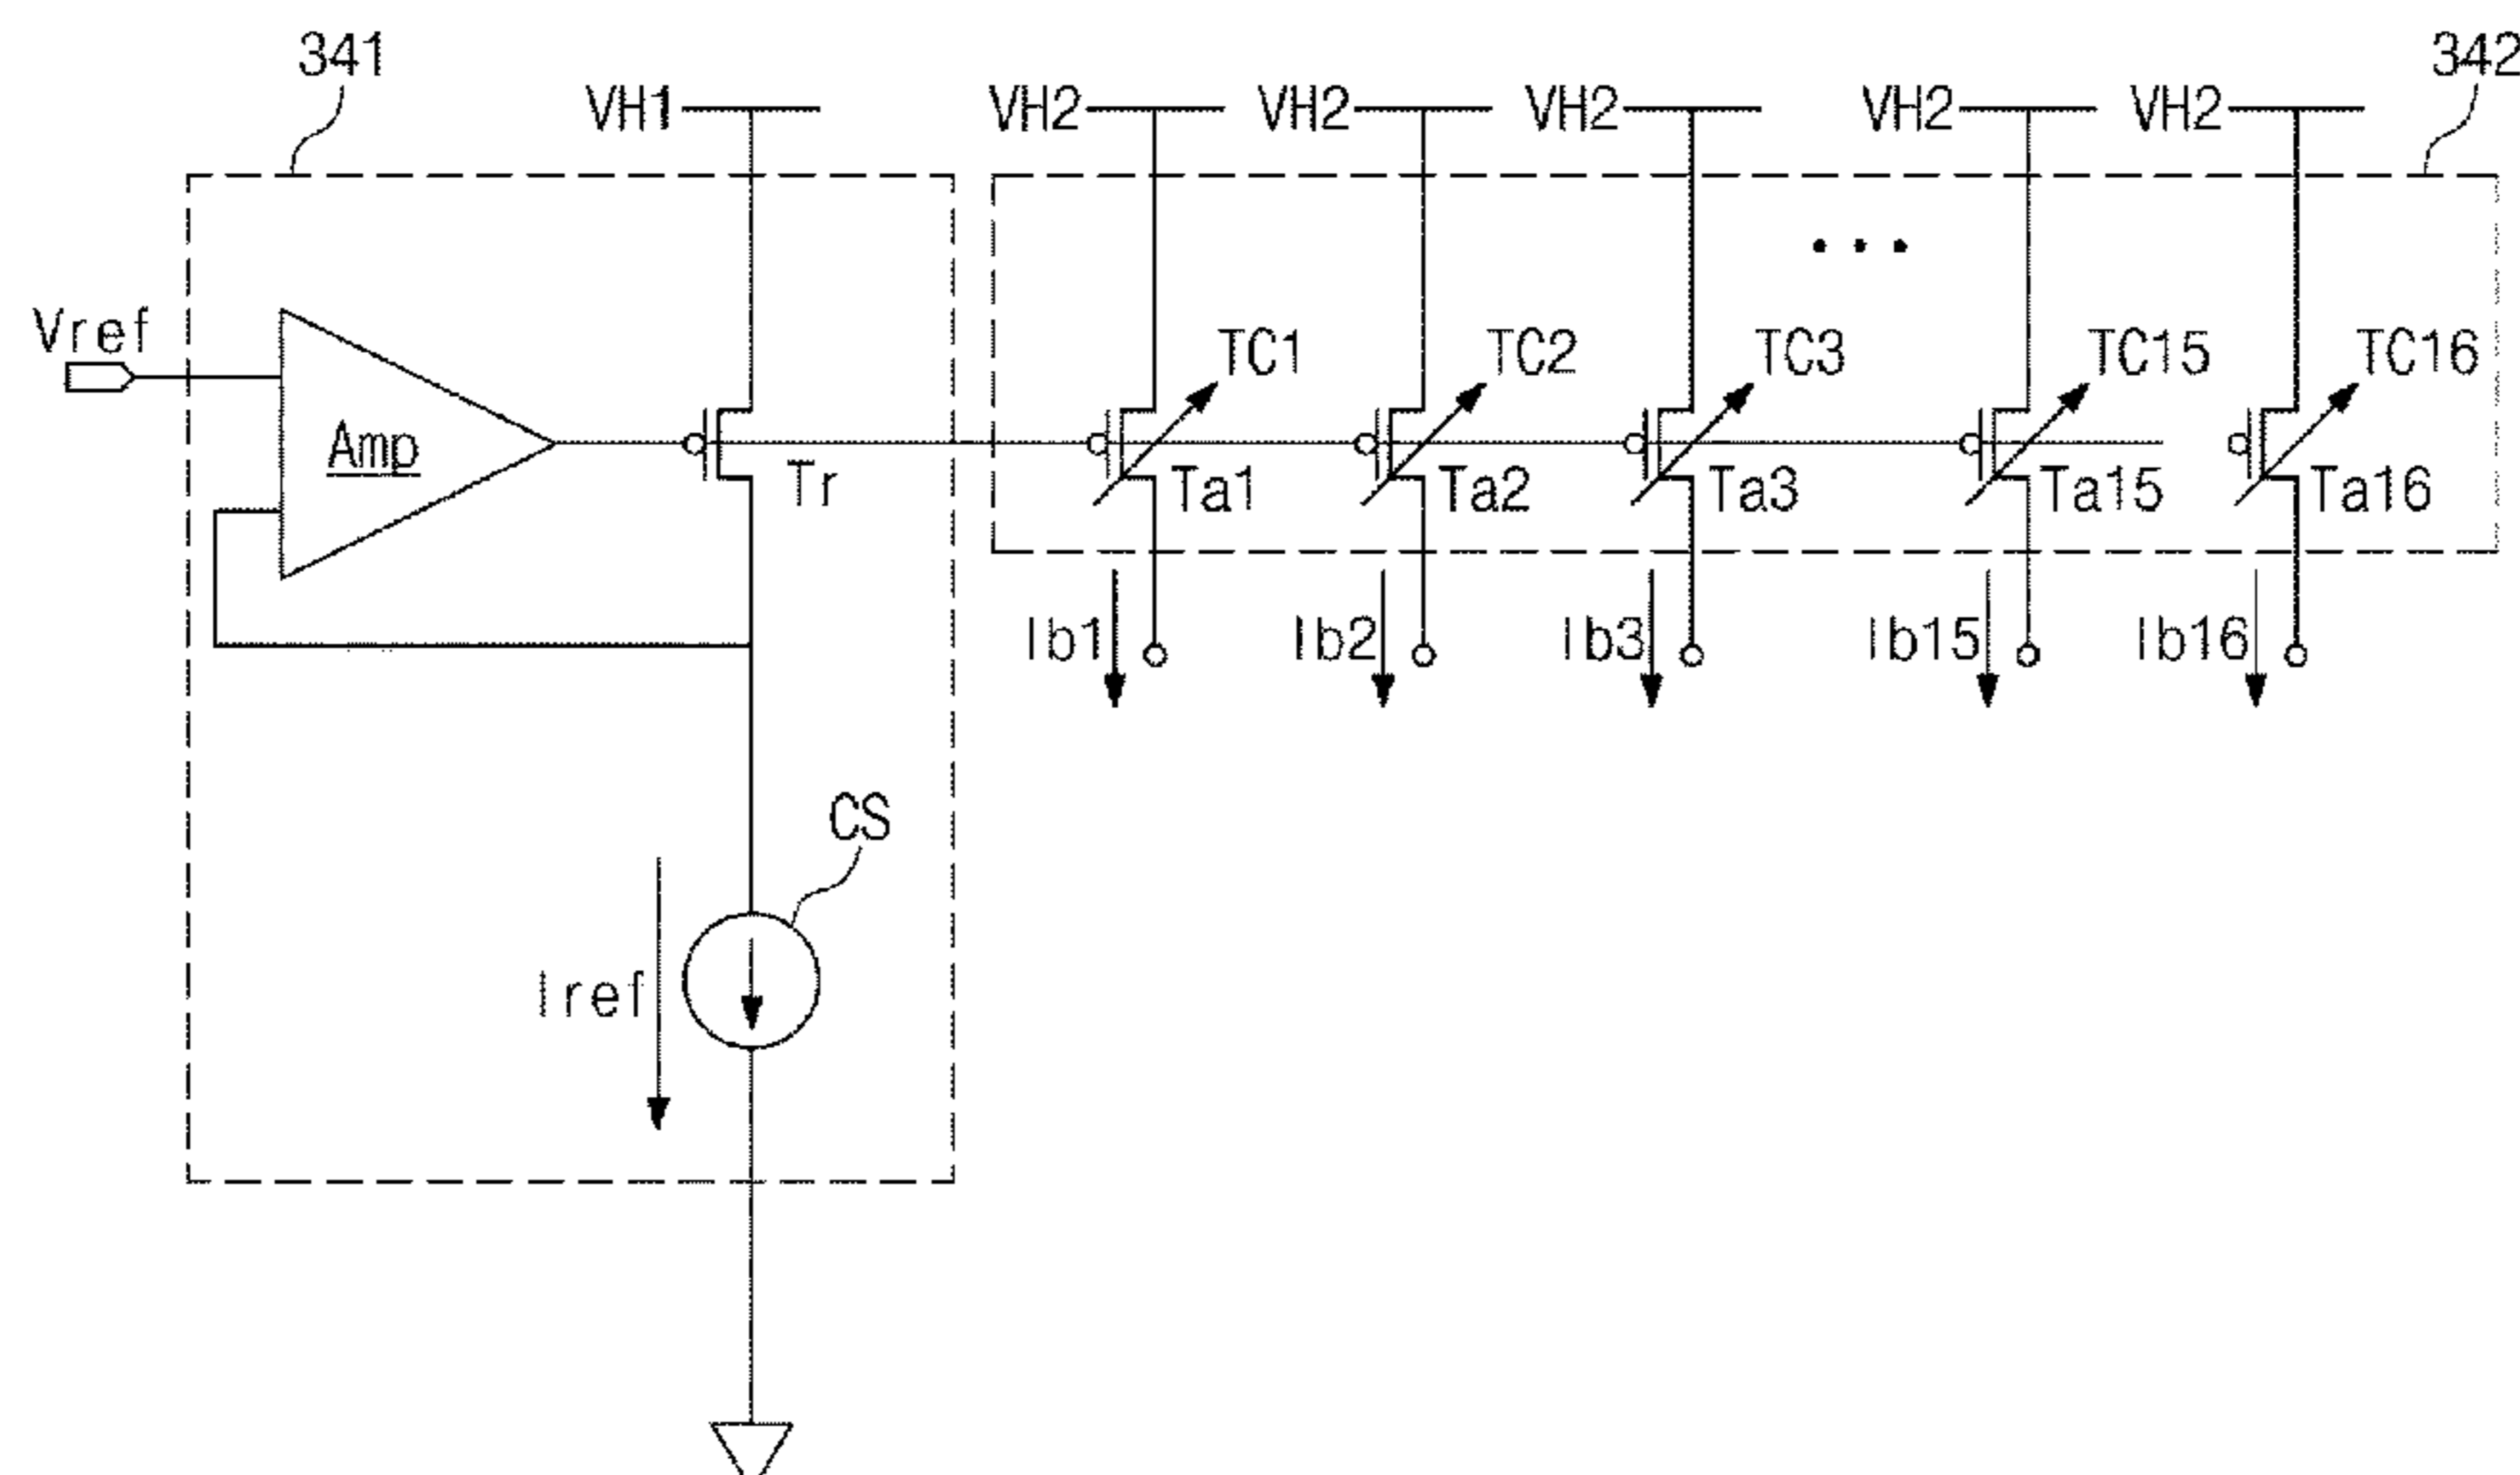 341
342
VH1
VH2
VH2
VH2
VH2
VH2
Vref
TC1
TC2
TC3
TC15
TC16
Amp
Tr
Ta1
Ta2
Ta3
Ta15
Ta16
Ib1
Ib2
Ib3
Ib15
Ib16
CS
Iref